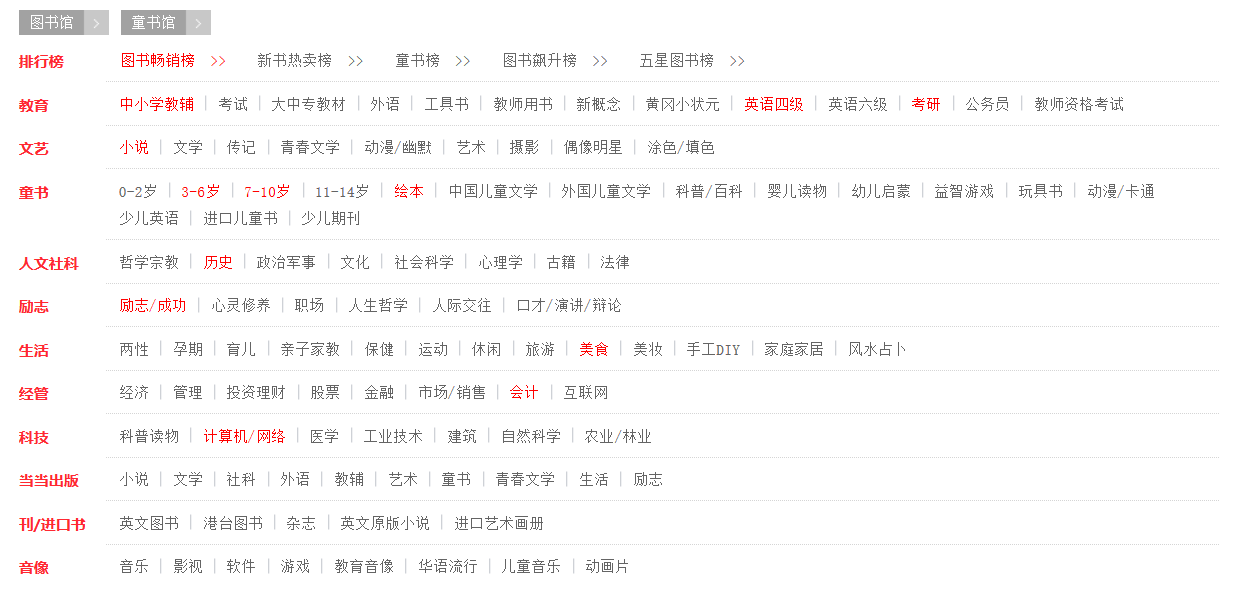 图书馆 > 童书馆 >
排行榜 图书畅销榜 >> 新书热卖榜 >> 童书榜 >> 图书飙升榜 >> 五星图书榜 >>
教育 中小学教辅 | 考试 | 大中专教材 | 外语 | 工具书 | 教师用书 | 新概念 | 黄冈小状元 | 英语四级 | 英语六级 | 考研 | 公务员 | 教师资格考试
文艺 小说 | 文学 | 传记 | 青春文学 | 动漫/幽默 | 艺术 | 摄影 | 偶像明星 | 涂色/填色
童书 0-2岁 | 3-6岁 | 7-10岁 | 11-14岁 | 绘本 | 中国儿童文学 | 外国儿童文学 | 科普/百科 | 婴儿读物 | 幼儿启蒙 | 益智游戏 | 玩具书 | 动漫/卡通
少儿英语 | 进口儿童书 | 少儿期刊
人文社科 哲学宗教 | 历史 | 政治军事 | 文化 | 社会科学 | 心理学 | 古籍 | 法律
励志 励志/成功 | 心灵修养 | 职场 | 人生哲学 | 人际交往 | 口才/演讲/辩论
生活 两性 | 孕期 | 育儿 | 亲子家教 | 保健 | 运动 | 休闲 | 旅游 | 美食 | 美妆 | 手工DIY | 家庭家居 | 风水占卜
经管 经济 | 管理 | 投资理财 | 股票 | 金融 | 市场/销售 | 会计 | 互联网
科技 科普读物 | 计算机/网络 | 医学 | 工业技术 | 建筑 | 自然科学 | 农业/林业
当当出版 小说 | 文学 | 社科 | 外语 | 教辅 | 艺术 | 童书 | 青春文学 | 生活 | 励志
刊/进口书 英文图书 | 港台图书 | 杂志 | 英文原版小说 | 进口艺术画册
音像 音乐 | 影视 | 软件 | 游戏 | 教育音像 | 华语流行 | 儿童音乐 | 动画片